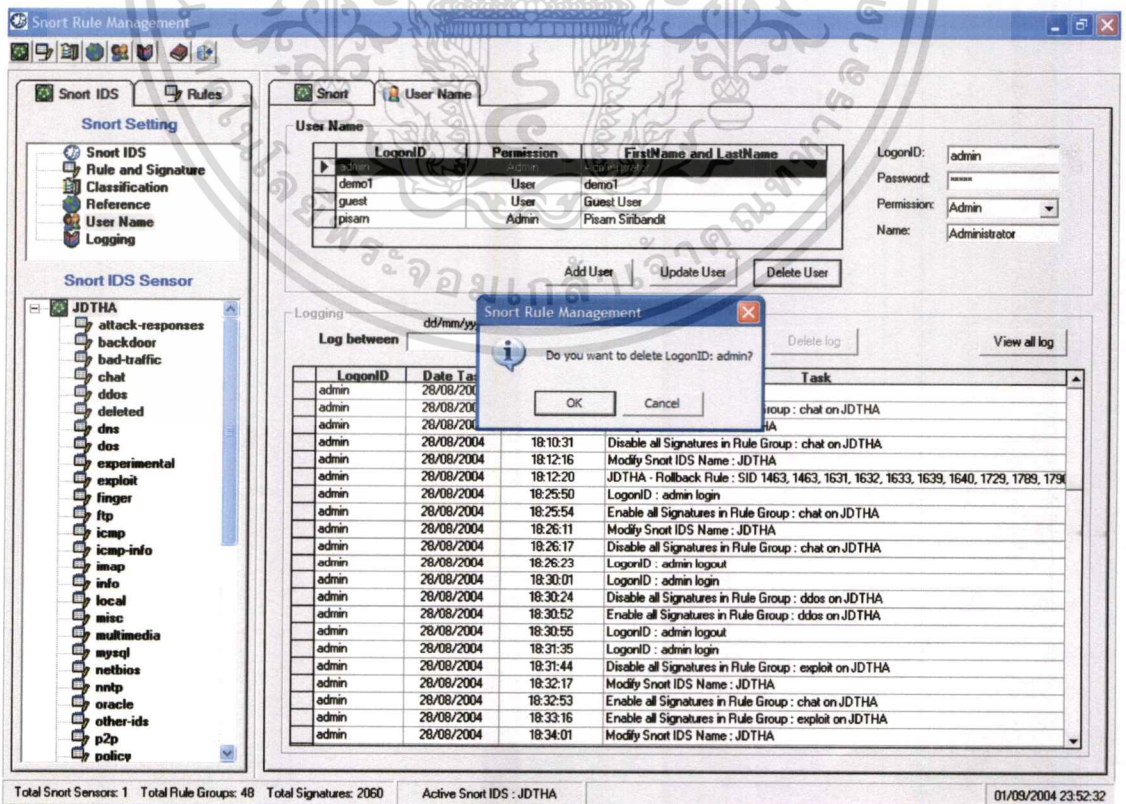 Snort Rule Management
Snort IDS Rules
Snort Setting
Snort IDS
Rule and Signature
Classification
Reference
User Name
Logging
Snort IDS Sensor
JDTHA
attack-responses
backdoor
bad-traffic
chat
ddos
deleted
dns
dos
experimental
exploit
finger
ftp
icmp
icmp-info
imap
info
local
misc
multimedia
mysql
netbios
nntp
oracle
other-ids
p2p
policy
Snort User Name
User Name
LogonID Permission FirstName and LastName
admin Admin Administrator
demo1 User demo1
guest User Guest User
pisarn Admin Pisarn Siribandit
LogonID: admin
Password: *****
Permission: Admin
Name: Administrator
Add User Update User Delete User
Logging
dd/mm/yy
Log between
Delete log View all log
Snort Rule Management
Do you want to delete LogonID: admin?
OK Cancel
LogonID Date Ta Task
admin 28/08/200
admin 28/08/200 Group : chat on JDTHA
admin 28/08/200 HA
admin 28/08/2004 18:10:31 Disable all Signatures in Rule Group : chat on JDTHA
admin 28/08/2004 18:12:16 Modify Snort IDS Name : JDTHA
admin 28/08/2004 18:12:20 JDTHA - Rollback Rule : SID 1463, 1463, 1631, 1632, 1633, 1639, 1640, 1729, 1789, 179
admin 28/08/2004 18:25:50 LogonID : admin login
admin 28/08/2004 18:25:54 Enable all Signatures in Rule Group : chat on JDTHA
admin 28/08/2004 18:26:11 Modify Snort IDS Name : JDTHA
admin 28/08/2004 18:26:17 Disable all Signatures in Rule Group : chat on JDTHA
admin 28/08/2004 18:26:23 LogonID : admin logout
admin 28/08/2004 18:30:01 LogonID : admin login
admin 28/08/2004 18:30:24 Disable all Signatures in Rule Group : ddos on JDTHA
admin 28/08/2004 18:30:52 Enable all Signatures in Rule Group : ddos on JDTHA
admin 28/08/2004 18:30:55 LogonID : admin logout
admin 28/08/2004 18:31:35 LogonID : admin login
admin 28/08/2004 18:31:44 Disable all Signatures in Rule Group : exploit on JDTHA
admin 28/08/2004 18:32:17 Modify Snort IDS Name : JDTHA
admin 28/08/2004 18:32:53 Enable all Signatures in Rule Group : chat on JDTHA
admin 28/08/2004 18:33:16 Enable all Signatures in Rule Group : exploit on JDTHA
admin 28/08/2004 18:34:01 Modify Snort IDS Name : JDTHA
Total Snort Sensors: 1 Total Rule Groups: 48 Total Signatures: 2060 Active Snort IDS : JDTHA 01/09/2004 23:52:32